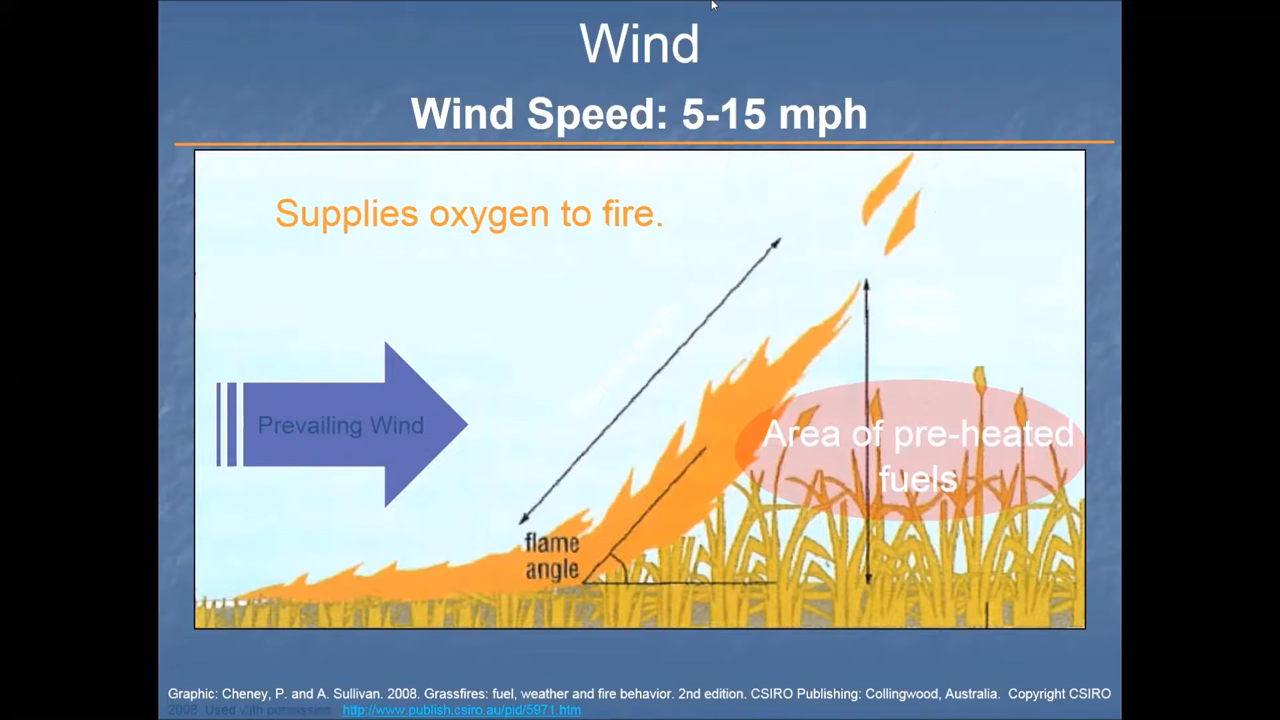 Wind
Wind Speed: 5-15 mph
Supplies oxygen to fire.
Prevailing Wind
Area of pre-heated
fuels
flame
angle
Graphic: Cheney, P. and A. Sullivan. 2008. Grassfires: fuel, weather and fire behavior. 2nd edition. CSIRO Publishing: Collingwood, Australia. Copyright CSIRO
2008. Used with permission. http://www.publish.csiro.au/pid/5971.htm